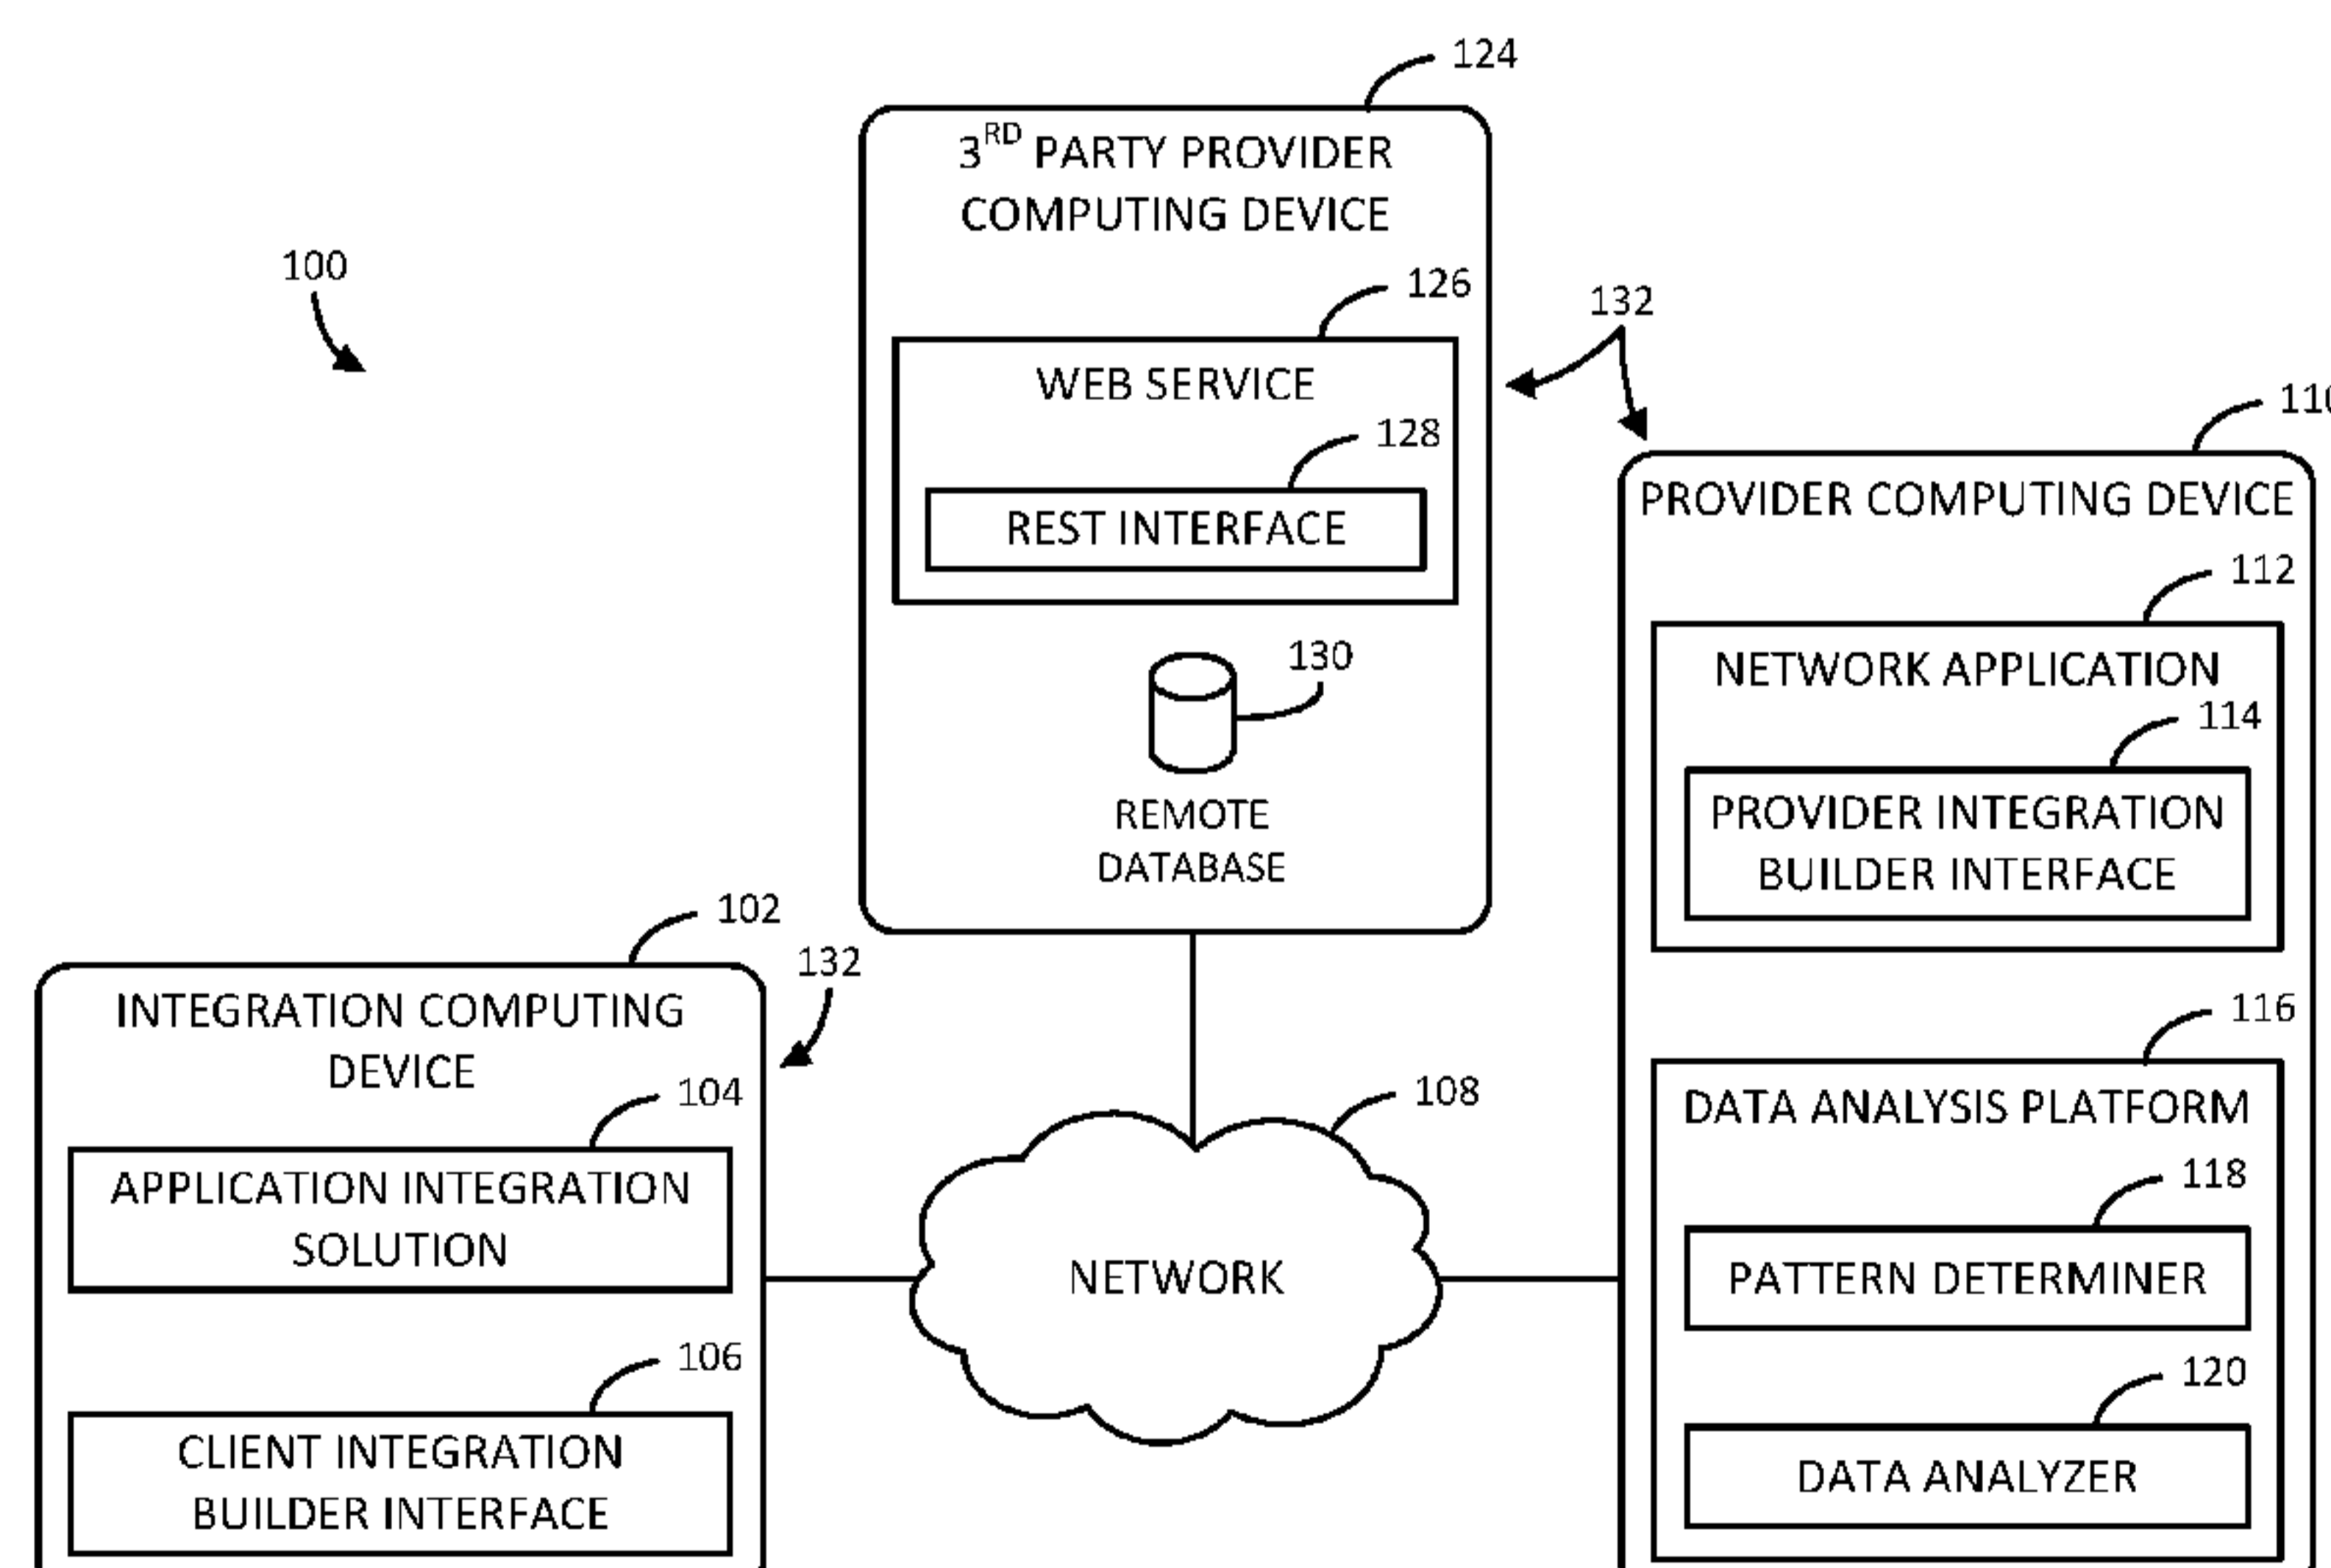 124
3RD PARTY PROVIDER
COMPUTING DEVICE
100
126
132
WEB SERVICE
128
REST INTERFACE
130
REMOTE
DATABASE
110
PROVIDER COMPUTING DEVICE
112
NETWORK APPLICATION
114
PROVIDER INTEGRATION
BUILDER INTERFACE
116
DATA ANALYSIS PLATFORM
118
PATTERN DETERMINER
120
DATA ANALYZER
102
132
INTEGRATION COMPUTING
DEVICE
104
APPLICATION INTEGRATION
SOLUTION
106
CLIENT INTEGRATION
BUILDER INTERFACE
108
NETWORK